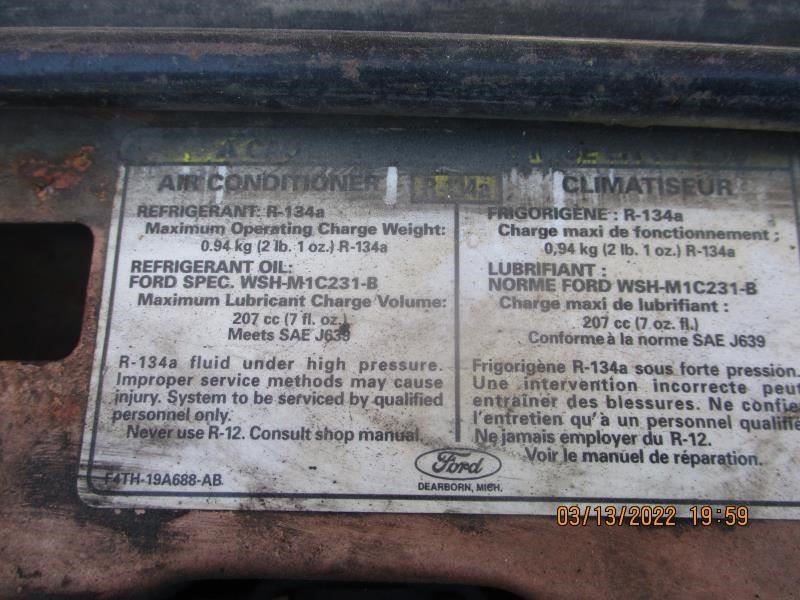 AIR CONDITIONER
R-134a
CLIMATISEUR
REFRIGERANT: R-134a
Maximum Operating Charge Weight:
0.94 kg (2 lb. 1 oz.) R-134a
REFRIGERANT OIL:
FORD SPEC. WSH-M1C231-B
Maximum Lubricant Charge Volume:
207 cc (7 fl. oz.)
Meets SAE J639
R-134a fluid under high pressure.
Improper service methods may cause
injury. System to be serviced by qualified
personnel only.
Never use R-12. Consult shop manual.
FRIGORIGÈNE : R-134a
Charge maxi de fonctionnement :
0,94 kg (2 lb. 1 oz.) R-134a
LUBRIFIANT :
NORME FORD WSH-M1C231-B
Charge maxi de lubrifiant :
207 cc (7 oz. fl.)
Conforme à la norme SAE J639
Frigorigène R-134a sous forte pression.
Une intervention incorrecte peut
entraîner des blessures. Ne confier
l'entretien qu'à un personnel qualifié
Ne jamais employer du R-12.
Voir le manuel de réparation.
F4TH-19A688-AB
Ford
DEARBORN, MICH.
03/13/2022 19:59